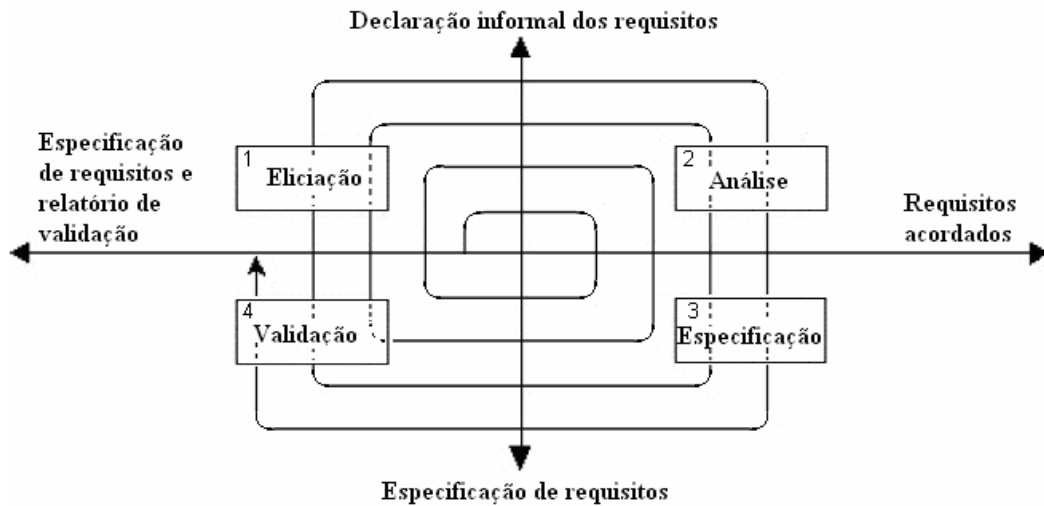 Declaração informal dos requisitos
Especificação
de requisitos e
relatório de
validação
1
Eliciação
2
Análise
Requisitos
acordados
4
Validação
3
Especificação
Especificação de requisitos